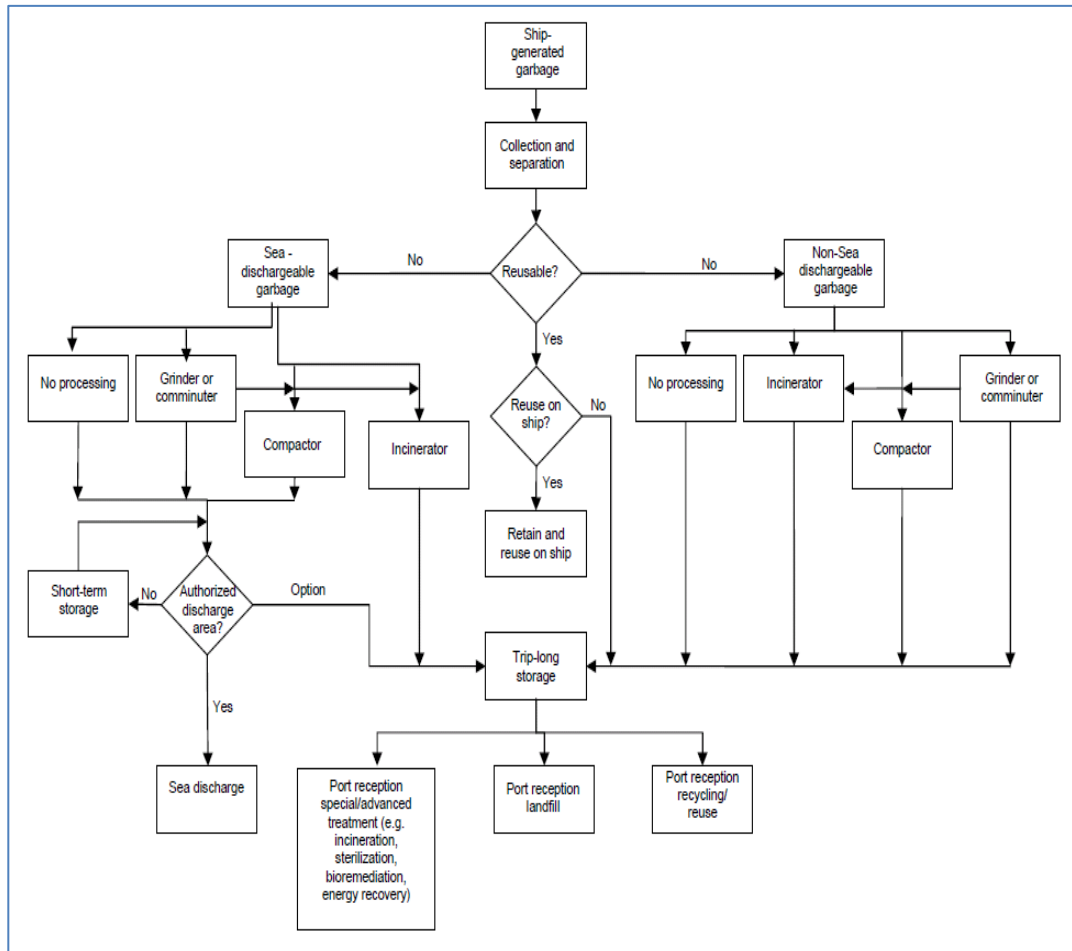 Ship-
generated
garbage
Collection and
separation
Sea -
dischargeable
garbage
No
Reusable?
No
Non-Sea
dischargeable
garbage
Yes
No processing
Grinder or
comminuter
Compactor
Incinerator
Reuse on
ship?
No
No processing
Incinerator
Compactor
Grinder or
comminuter
Yes
Retain and
reuse on ship
Short-term
storage
No
Authorized
discharge
area?
Option
Trip-long
storage
Yes
Sea discharge
Port reception
special/advanced
treatment (e.g.
incineration,
sterilization,
bioremediation,
energy recovery)
Port reception
landfill
Port reception
recycling/
reuse